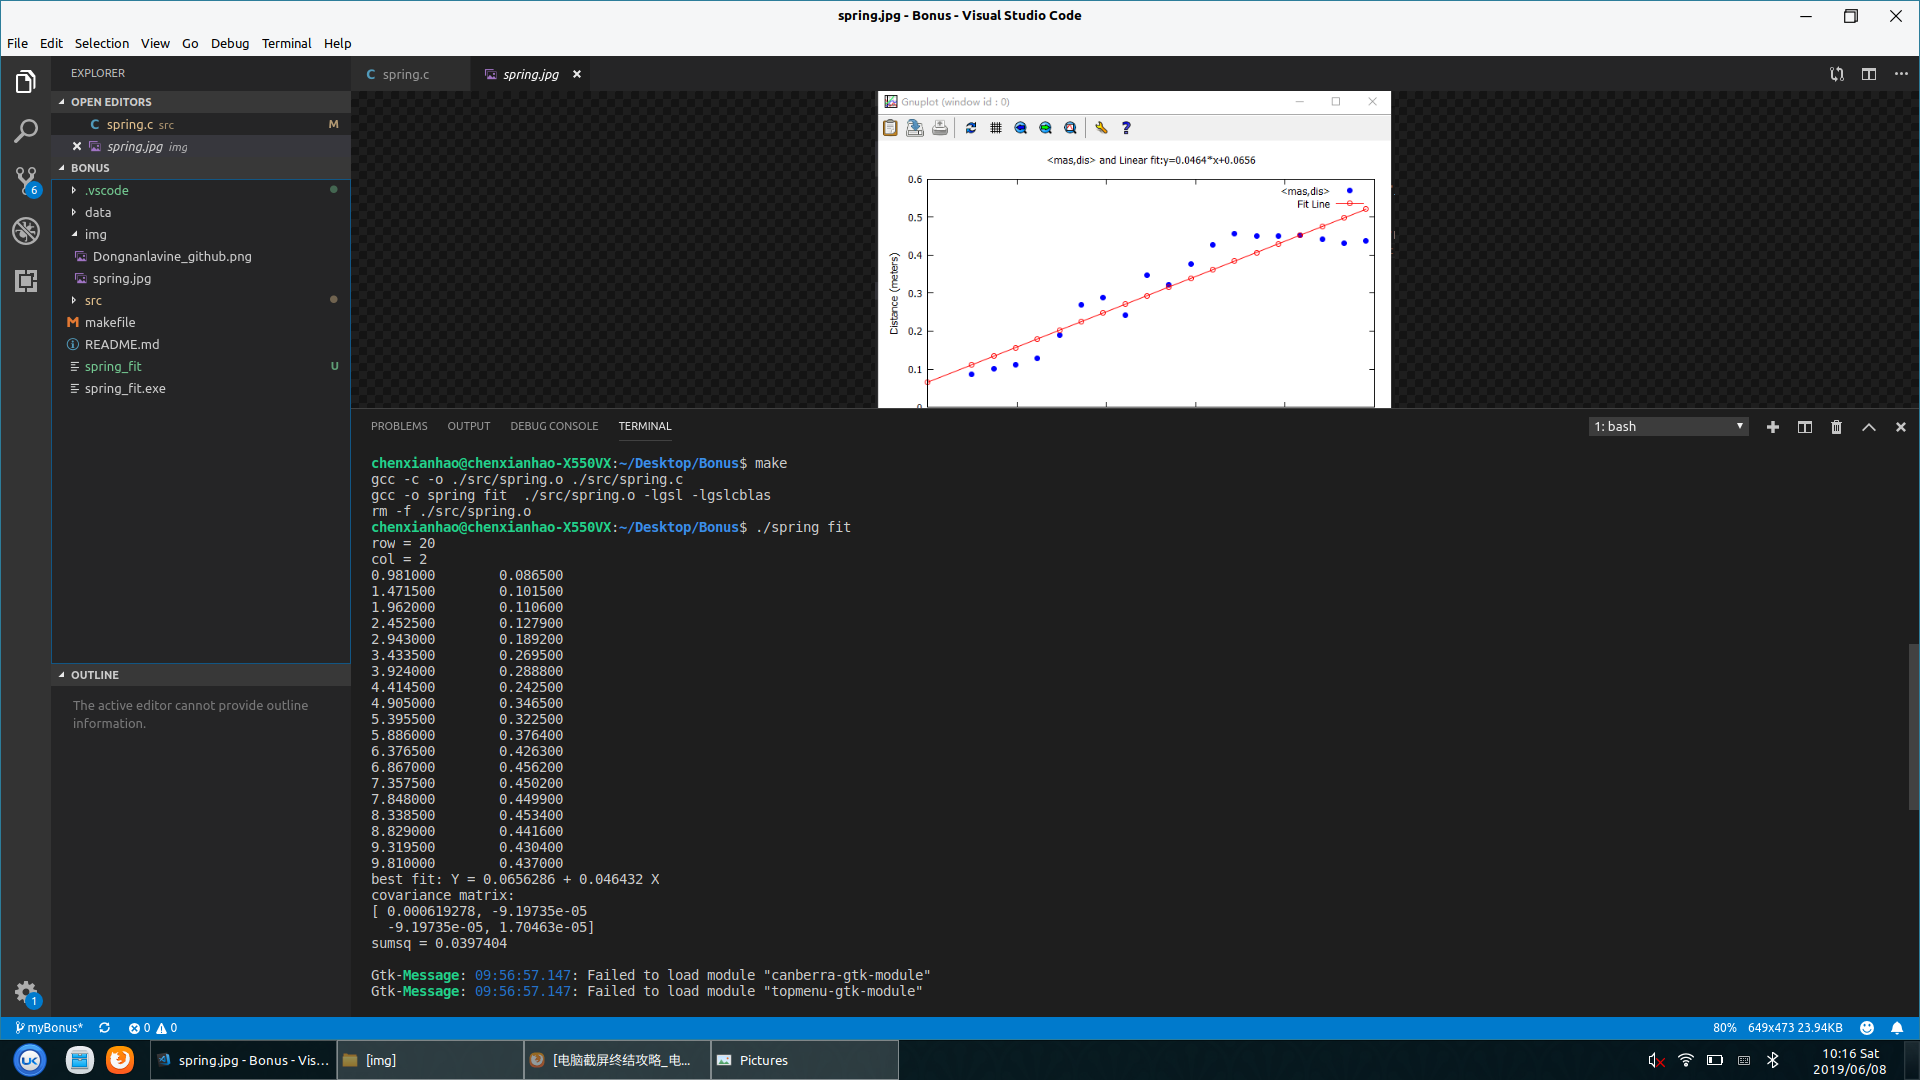 spring.jpg - Bonus - Visual Studio Code
File Edit Selection View Go Debug Terminal Help
EXPLORER
OPEN EDITORS
spring.c src M
spring.jpg img
BONUS
.vscode
data
img
Dongnanlavine_github.png
spring.jpg
src
makefile
README.md
spring_fit U
spring_fit.exe
OUTLINE
The active editor cannot provide outline
information.
6
1
spring.c
spring.jpg
Gnuplot (window id : 0)
<mas,dis> and Linear fit:y=0.0464*x+0.0656
<mas,dis>
Fit Line
Distance (meters)
0.6
0.5
0.4
0.3
0.2
0.1
PROBLEMS OUTPUT DEBUG CONSOLE TERMINAL
1: bash
chenxianhao@chenxianhao-X550VX:~/Desktop/Bonus$ make
gcc -c -o ./src/spring.o ./src/spring.c
gcc -o spring fit  ./src/spring.o -lgsl -lgslcblas
rm -f ./src/spring.o
chenxianhao@chenxianhao-X550VX:~/Desktop/Bonus$ ./spring fit
row = 20
col = 2
0.981000 0.086500
1.471500 0.101500
1.962000 0.110600
2.452500 0.127900
2.943000 0.189200
3.433500 0.269500
3.924000 0.288800
4.414500 0.242500
4.905000 0.346500
5.395500 0.322500
5.886000 0.376400
6.376500 0.426300
6.867000 0.456200
7.357500 0.450200
7.848000 0.449900
8.338500 0.453400
8.829000 0.441600
9.319500 0.430400
9.810000 0.437000
best fit: Y = 0.0656286 + 0.046432 X
covariance matrix:
[ 0.000619278, -9.19735e-05
-9.19735e-05, 1.70463e-05]
sumsq = 0.0397404
Gtk-Message: 09:56:57.147: Failed to load module "canberra-gtk-module"
Gtk-Message: 09:56:57.147: Failed to load module "topmenu-gtk-module"
myBonus* 0 0
80% 649x473 23.94KB
UK
spring.jpg - Bonus - Vis...
[img]
[电脑截屏终结攻略_电...
Pictures
10:16 Sat
2019/06/08